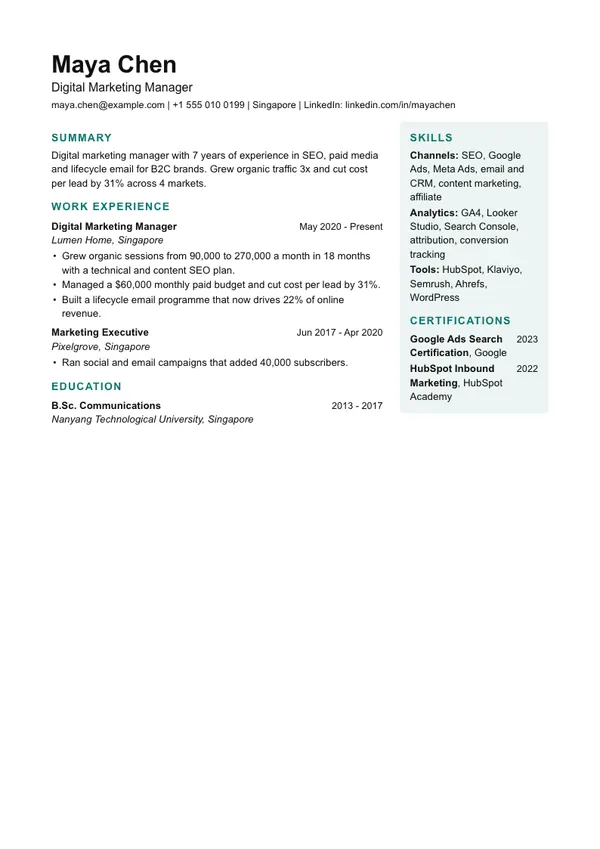 Maya Chen
Digital Marketing Manager
maya.chen@example.com | +1 555 010 0199 | Singapore | LinkedIn: linkedin.com/in/mayachen
SUMMARY
Digital marketing manager with 7 years of experience in SEO, paid media
and lifecycle email for B2C brands. Grew organic traffic 3x and cut cost
per lead by 31% across 4 markets.
WORK EXPERIENCE
Digital Marketing Manager May 2020 - Present
Lumen Home, Singapore
• Grew organic sessions from 90,000 to 270,000 a month in 18 months
with a technical and content SEO plan.
• Managed a $60,000 monthly paid budget and cut cost per lead by 31%.
• Built a lifecycle email programme that now drives 22% of online
revenue.
Marketing Executive Jun 2017 - Apr 2020
Pixelgrove, Singapore
• Ran social and email campaigns that added 40,000 subscribers.
EDUCATION
B.Sc. Communications 2013 - 2017
Nanyang Technological University, Singapore
SKILLS
Channels: SEO, Google
Ads, Meta Ads, email and
CRM, content marketing,
affiliate
Analytics: GA4, Looker
Studio, Search Console,
attribution, conversion
tracking
Tools: HubSpot, Klaviyo,
Semrush, Ahrefs,
WordPress
CERTIFICATIONS
Google Ads Search 2023
Certification, Google
HubSpot Inbound 2022
Marketing, HubSpot
Academy